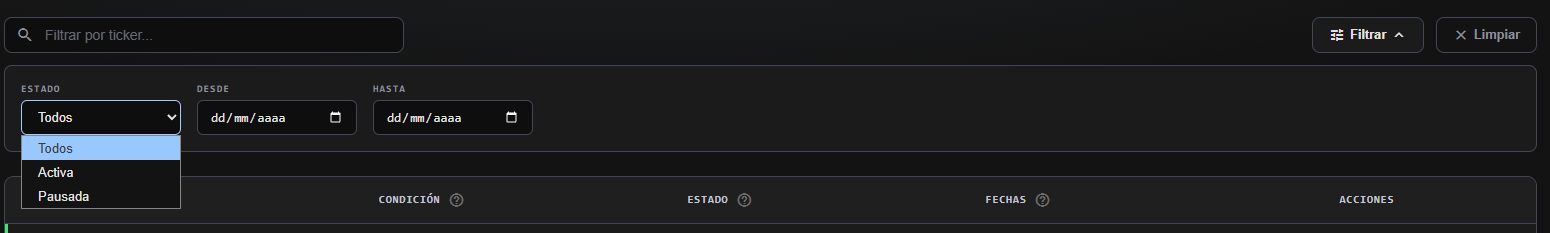 Filtrar por ticker...
Filtrar
Limpiar
ESTADO DESDE HASTA
Todos dd/mm/aaaa dd/mm/aaaa
Todos
Activa
Pausada
CONDICIÓN ESTADO FECHAS ACCIONES